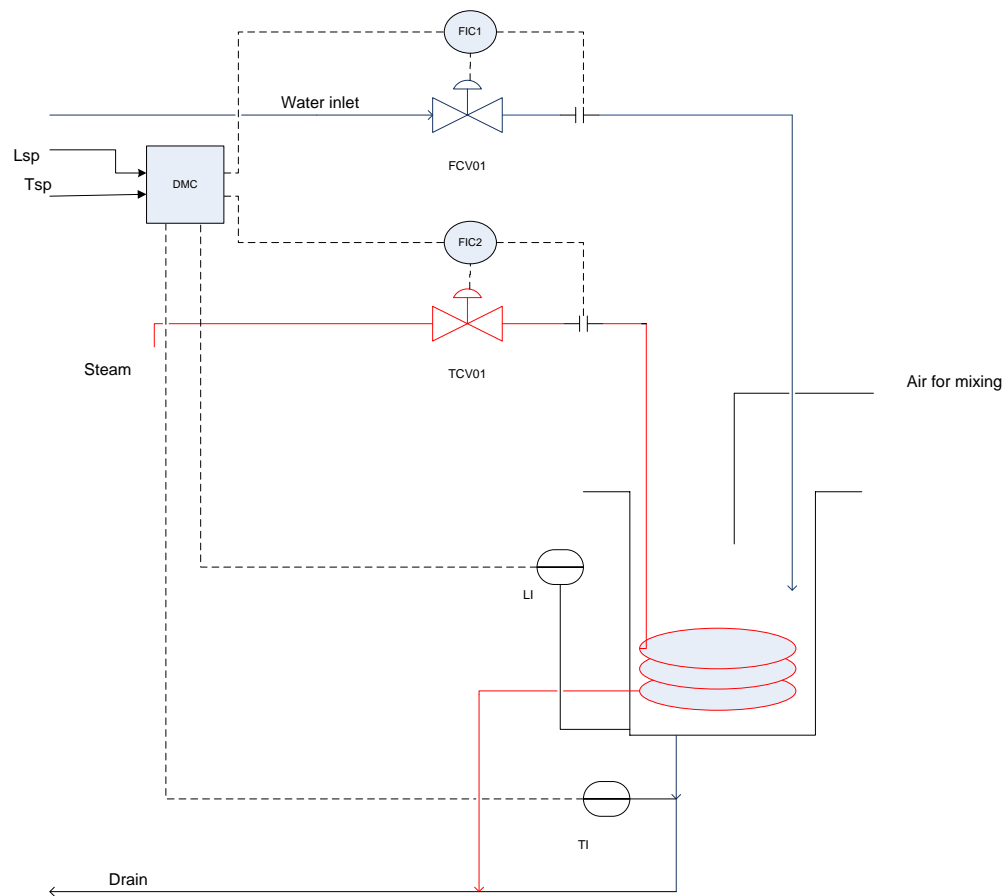 FIC1
Water inlet
FCV01
Lsp
Tsp
DMC
FIC2
Steam
TCV01
Air for mixing
LI
TI
Drain